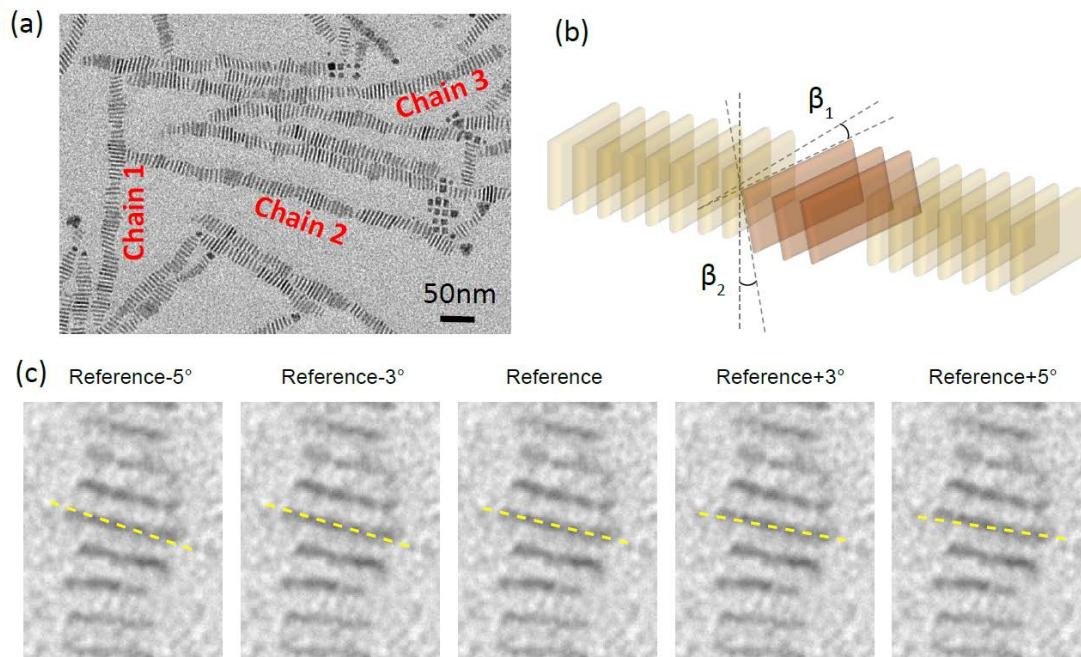 (a)
Chain 1
Chain 2
Chain 3
50nm
(b)
β1
β2
(c)
Reference-5°
Reference-3°
Reference
Reference+3°
Reference+5°